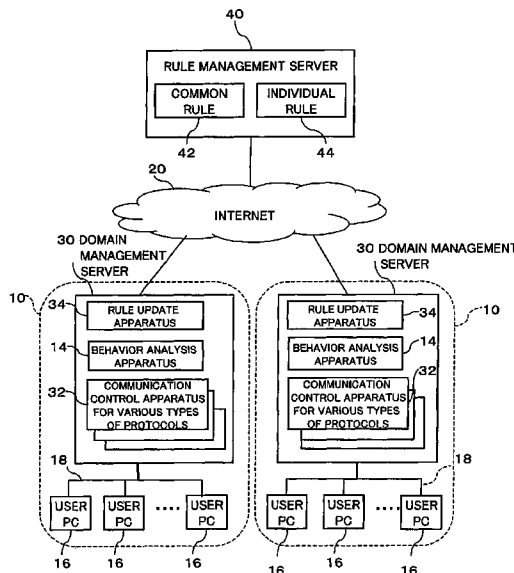 40
RULE MANAGEMENT SERVER
COMMON RULE
INDIVIDUAL RULE
42
44
20
INTERNET
30 DOMAIN MANAGEMENT SERVER
10
34
RULE UPDATE APPARATUS
14
BEHAVIOR ANALYSIS APPARATUS
32
COMMUNICATION CONTROL APPARATUS FOR VARIOUS TYPES OF PROTOCOLS
18
USER PC
USER PC
USER PC
16
16
16
30 DOMAIN MANAGEMENT SERVER
10
RULE UPDATE APPARATUS
34
BEHAVIOR ANALYSIS APPARATUS
14
COMMUNICATION CONTROL APPARATUS FOR VARIOUS TYPES OF PROTOCOLS
32
18
USER PC
USER PC
USER PC
16
16
16